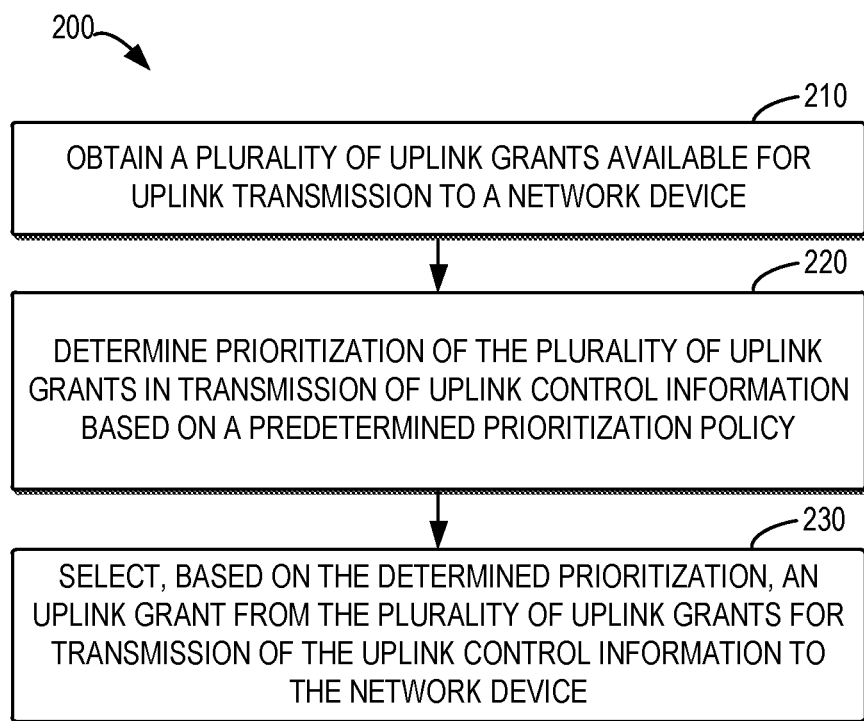 200
210
OBTAIN A PLURALITY OF UPLINK GRANTS AVAILABLE FOR
UPLINK TRANSMISSION TO A NETWORK DEVICE
220
DETERMINE PRIORITIZATION OF THE PLURALITY OF UPLINK
GRANTS IN TRANSMISSION OF UPLINK CONTROL INFORMATION
BASED ON A PREDETERMINED PRIORITIZATION POLICY
230
SELECT, BASED ON THE DETERMINED PRIORITIZATION, AN
UPLINK GRANT FROM THE PLURALITY OF UPLINK GRANTS FOR
TRANSMISSION OF THE UPLINK CONTROL INFORMATION TO
THE NETWORK DEVICE